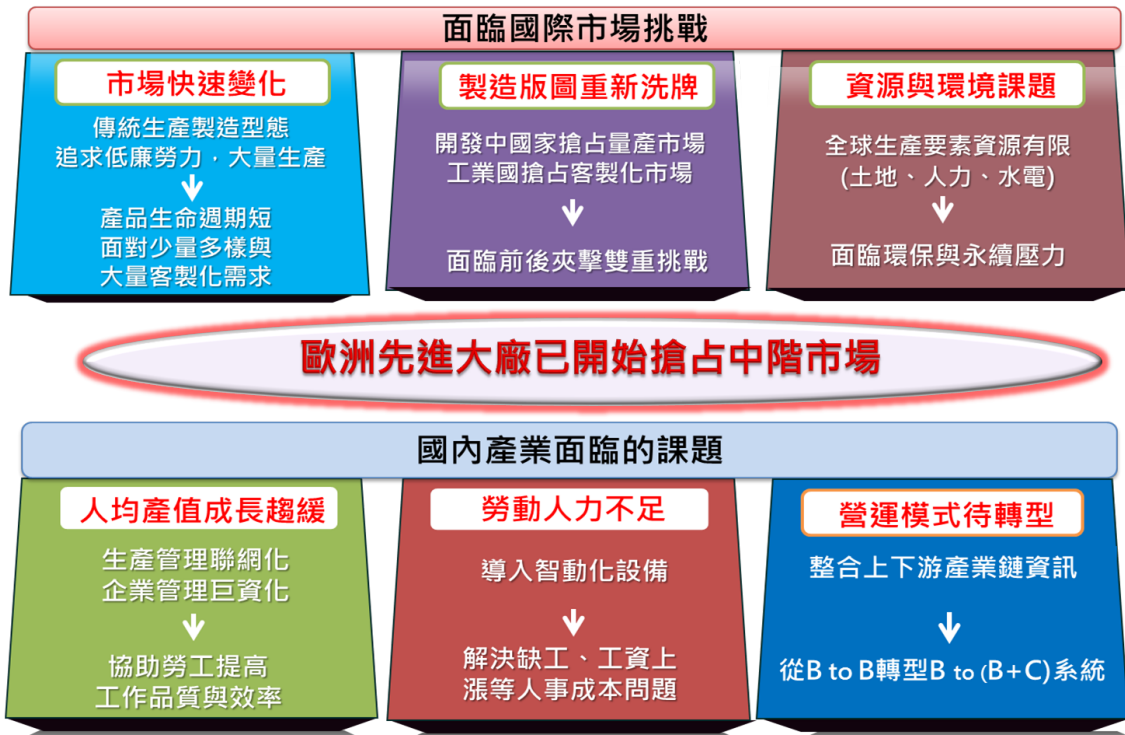 面臨國際市場挑戰
市場快速變化
傳統生產製造型態
追求低廉勞力，大量生產
產品生命週期短
面對少量多樣與
大量客製化需求
製造版圖重新洗牌
開發中國家搶占量產市場
工業國搶占客製化市場
面臨前後夾擊雙重挑戰
資源與環境課題
全球生產要素資源有限
(土地、人力、水電)
面臨環保與永續壓力
歐洲先進大廠已開始搶占中階市場
國內產業面臨的課題
人均產值成長趨緩
生產管理聯網化
企業管理巨資化
協助勞工提高
工作品質與效率
勞動人力不足
導入智動化設備
解決缺工、工資上
漲等人事成本問題
營運模式待轉型
整合上下游產業鏈資訊
從B to B轉型B to (B+C)系統